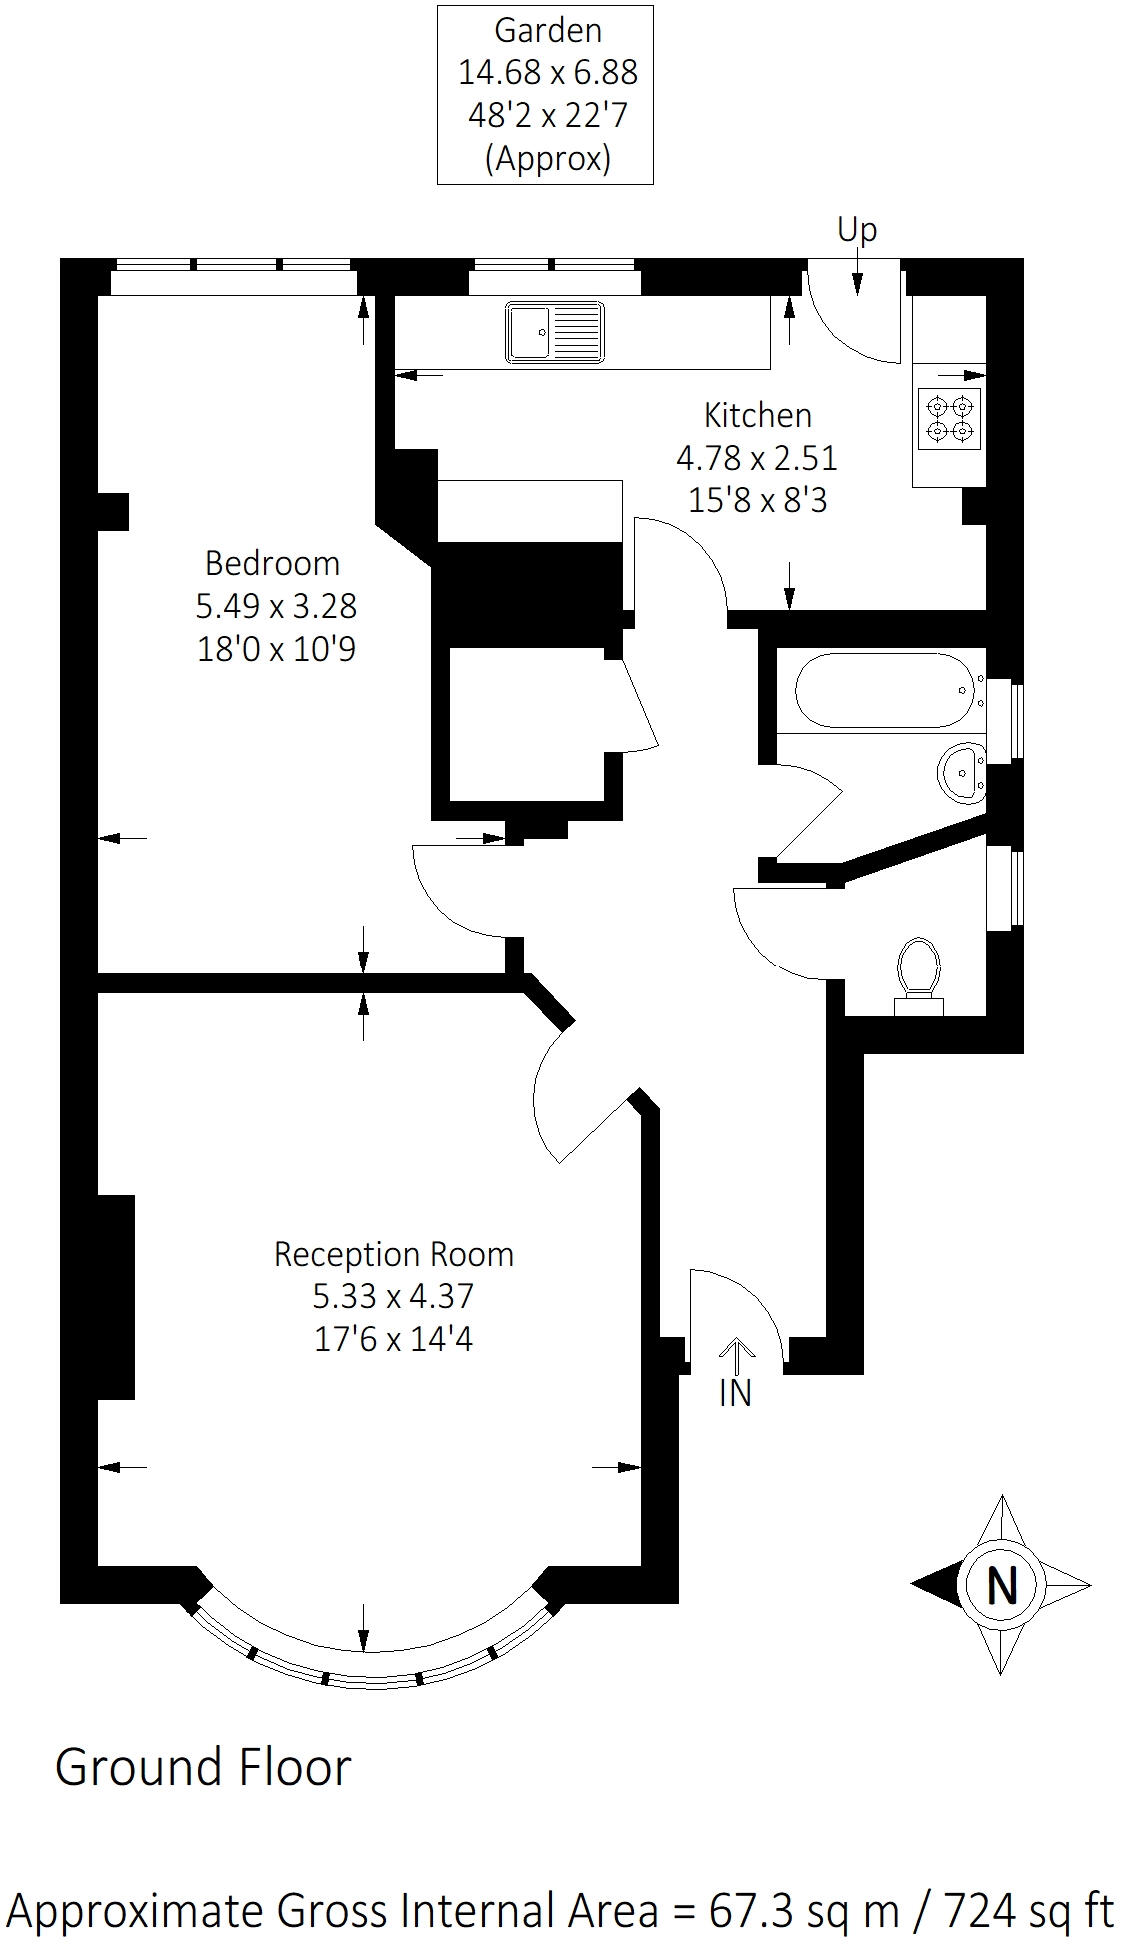 Garden
14.68 x 6.88
48'2 x 22'7
(Approx)
Up
Kitchen
4.78 x 2.51
15'8 x 8'3
Bedroom
5.49 x 3.28
18'0 x 10'9
Reception Room
5.33 x 4.37
17'6 x 14'4
IN
N
Ground Floor
Approximate Gross Internal Area = 67.3 sq m / 724 sq ft